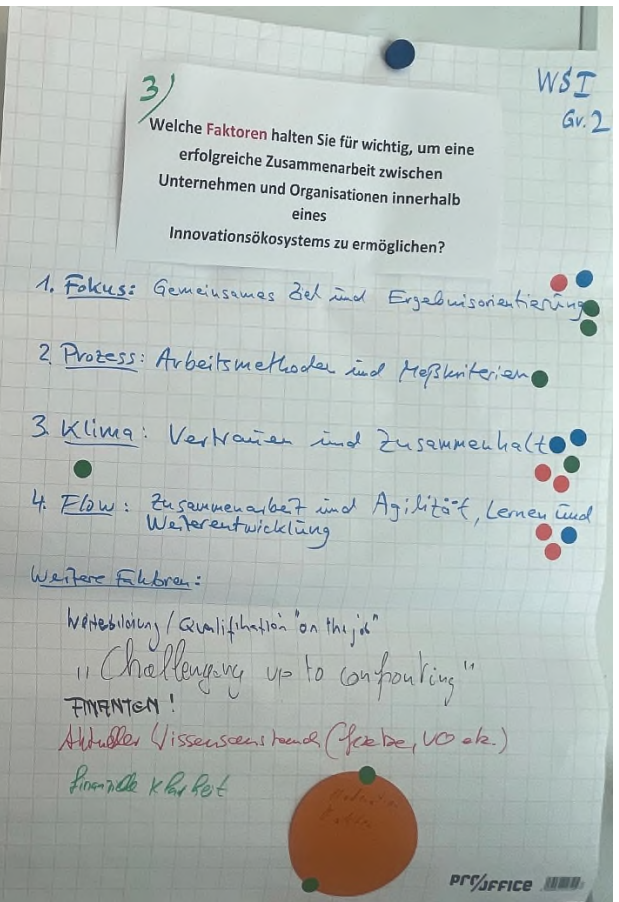 3)
WS I
Gr. 2
Welche Faktoren halten Sie für wichtig, um eine
erfolgreiche Zusammenarbeit zwischen
Unternehmen und Organisationen innerhalb
eines
Innovationsökosystems zu ermöglichen?
1. Fokus: Gemeinsames Ziel und Ergebnisorientierung
2. Prozess: Arbeitsmethoden und Meßkriterien
3. Klima: Vertrauen und Zusammenhalt
4. Flow: Zusammenarbeit und Agilität, Lernen und
Weiterentwicklung
Weitere Faktoren:
Weiterbildung / Qualifikation "on the job"
"Challenging up to confronting"
FINANZEN!
Aktueller Wissensstand (
finanzielle Klarheit
PRO/OFFICE